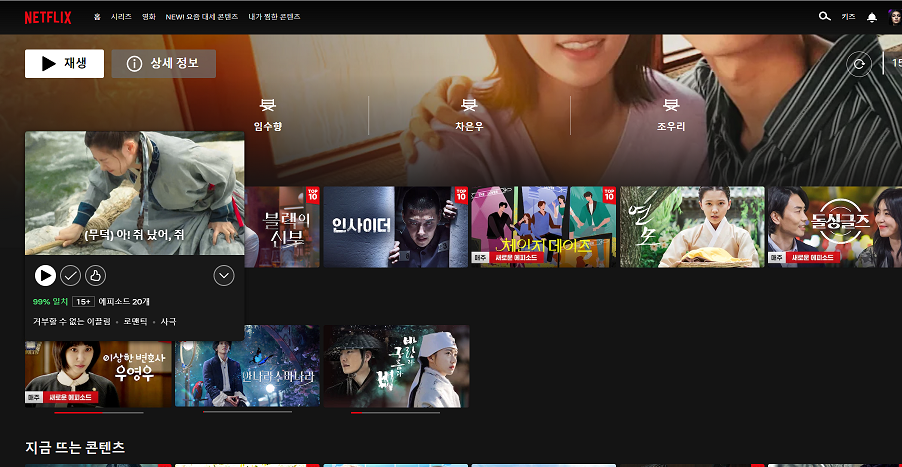 NETFLIX 홈 시리즈 영화 NEW! 요즘 대세 콘텐츠 내가 찜한 콘텐츠 키즈
재생 상세 정보 15
임수향 차은우 조우리
(무덕) 아! 쥐 났어, 쥐
99% 일치 15+ 에피소드 20개
거부할 수 없는 이끌림 • 로맨틱 • 사극
TOP 10
블랙의 신부
TOP 10
인사이더
TOP 10
체인지 데이즈
매주 새로운 에피소드
연모
돌싱글즈
매주 새로운 에피소드
이상한 변호사
우영우
매주 새로운 에피소드
안나라수마나라
바람과
구름과
비
지금 뜨는 콘텐츠